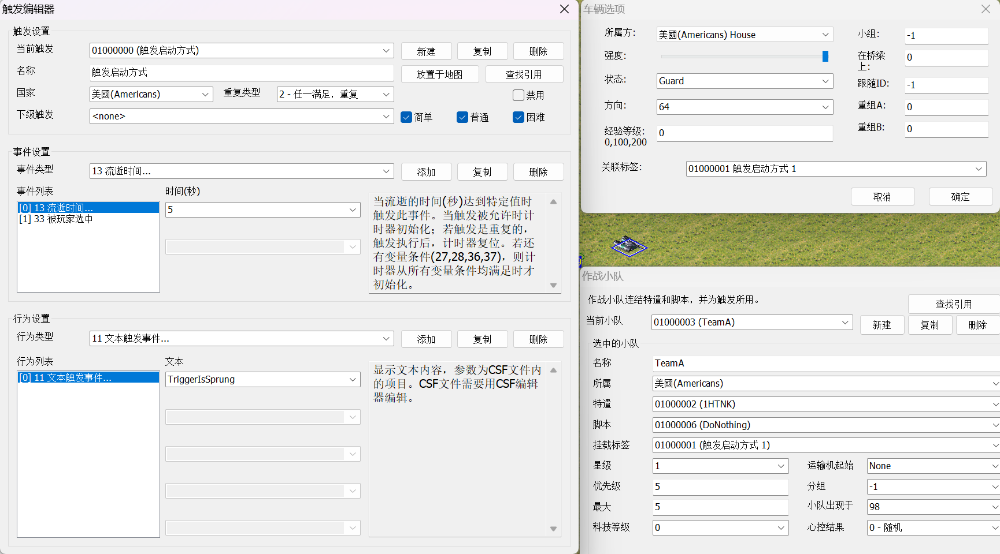 触发编辑器
触发设置
当前触发
01000000 (触发启动方式)
新建
复制
删除
名称
触发启动方式
放置于地图
查找引用
国家
美國(Americans)
重复类型
2 - 任一满足，重复
禁用
下级触发
<none>
简单
普通
困难
事件设置
事件类型
13 流逝时间...
添加
复制
删除
事件列表
时间(秒)
[0] 13 流逝时间...
[1] 33 被玩家选中
5
当流逝的时间(秒)达到特定值时
触发此事件。当触发被允许时计
时器初始化；若触发是重复的，
触发执行后，计时器复位。若还
有变量条件(27,28,36,37)，则计
时器从所有变量条件均满足时才
初始化。
行为设置
行为类型
11 文本触发事件...
添加
复制
删除
行为列表
文本
[0] 11 文本触发事件...
TriggerIsSprung
显示文本内容，参数为CSF文件内
的项目。CSF文件需要用CSF编辑
器编辑。
车辆选项
所属方:
美國(Americans) House
小组:
-1
强度:
在桥梁
上:
0
状态:
Guard
跟随ID:
-1
方向:
64
重组A:
0
经验等级:
0,100,200
0
重组B:
0
关联标签:
01000001 触发启动方式 1
取消
确定
作战小队
作战小队连结特遣和脚本，并为触发所用。
查找引用
当前小队
01000003 (TeamA)
新建
复制
删除
选中的小队
名称
TeamA
所属
美國(Americans)
特遣
01000002 (1HTNK)
脚本
01000006 (DoNothing)
挂载标签
01000001 (触发启动方式 1)
星级
1
运输机起始
None
优先级
5
分组
-1
最大
5
小队出现于
98
科技等级
0
心控结果
0 - 随机